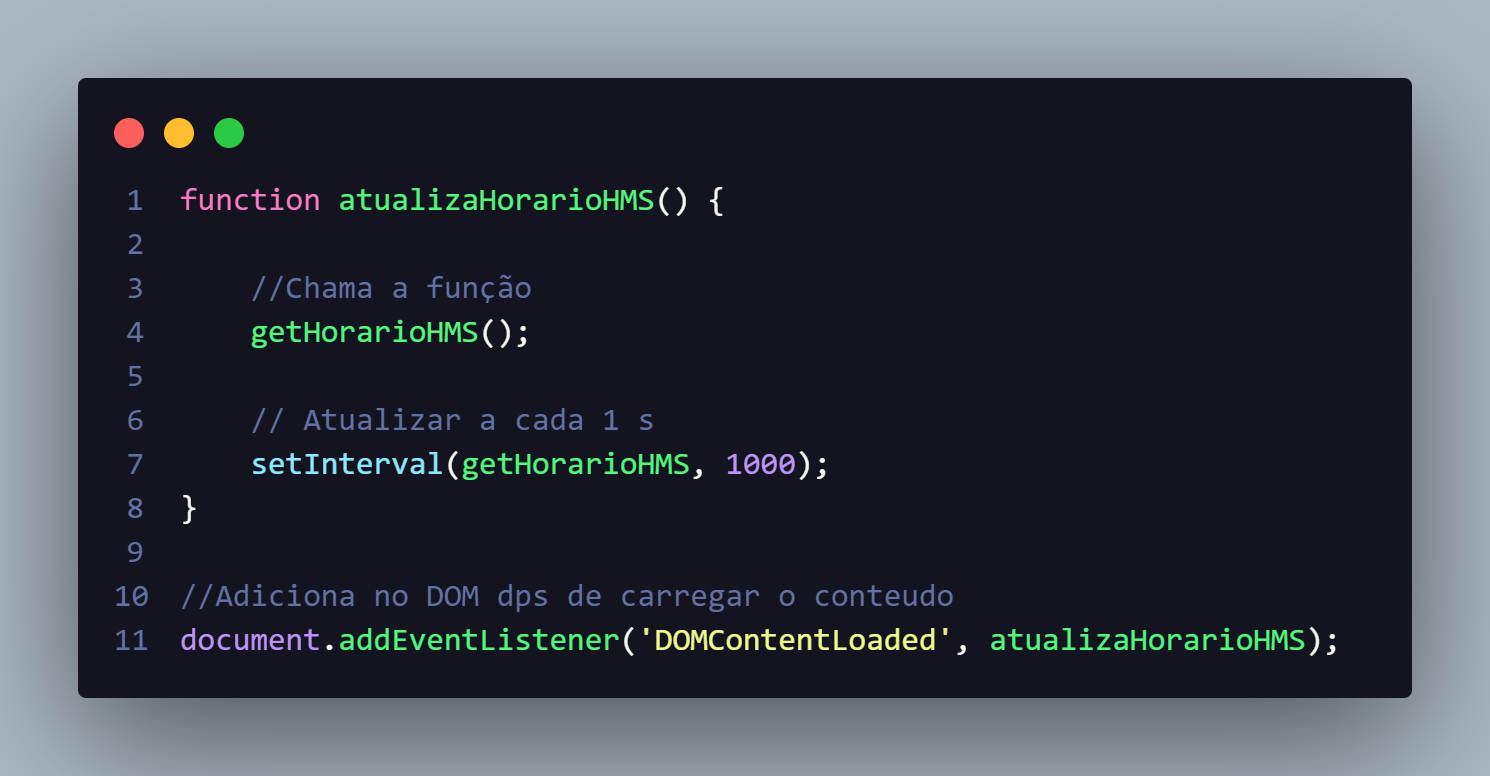 1 function atualizaHorarioHMS() {
2
3     //Chama a função
4     getHorarioHMS();
5
6     // Atualizar a cada 1 s
7     setInterval(getHorarioHMS, 1000);
8 }
9
10 //Adiciona no DOM dps de carregar o conteudo
11 document.addEventListener('DOMContentLoaded', atualizaHorarioHMS);